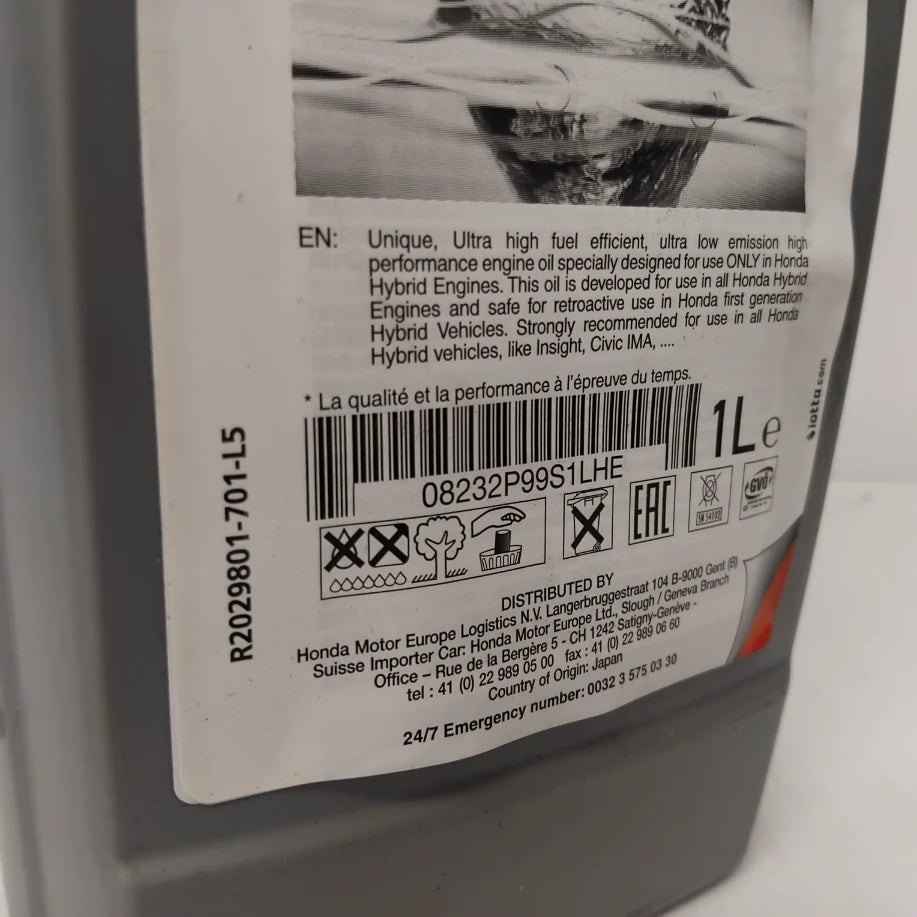 EN: Unique, Ultra high fuel efficient, ultra low emission high
performance engine oil specially designed for use ONLY in Honda
Hybrid Engines. This oil is developed for use in all Honda Hybrid
Engines and safe for retroactive use in Honda first generation
Hybrid Vehicles. Strongly recommended for use in all Honda
Hybrid vehicles, like Insight, Civic IMA, ....
* La qualité et la performance à l'épreuve du temps.
08232P99S1LHE
1L e
iotta.com
R2029801-701-L5
EAC
SN 54102
GVÖ
DISTRIBUTED BY
Honda Motor Europe Logistics N.V. Langerbruggestraat 104 B-9000 Gent (B)
Suisse Importer Car: Honda Motor Europe Ltd., Slough / Geneva Branch
Office – Rue de la Bergère 5 - CH 1242 Satigny-Genève -
tel : 41 (0) 22 989 05 00 fax : 41 (0) 22 989 06 60
Country of Origin: Japan
24/7 Emergency number: 0032 3 575 03 30